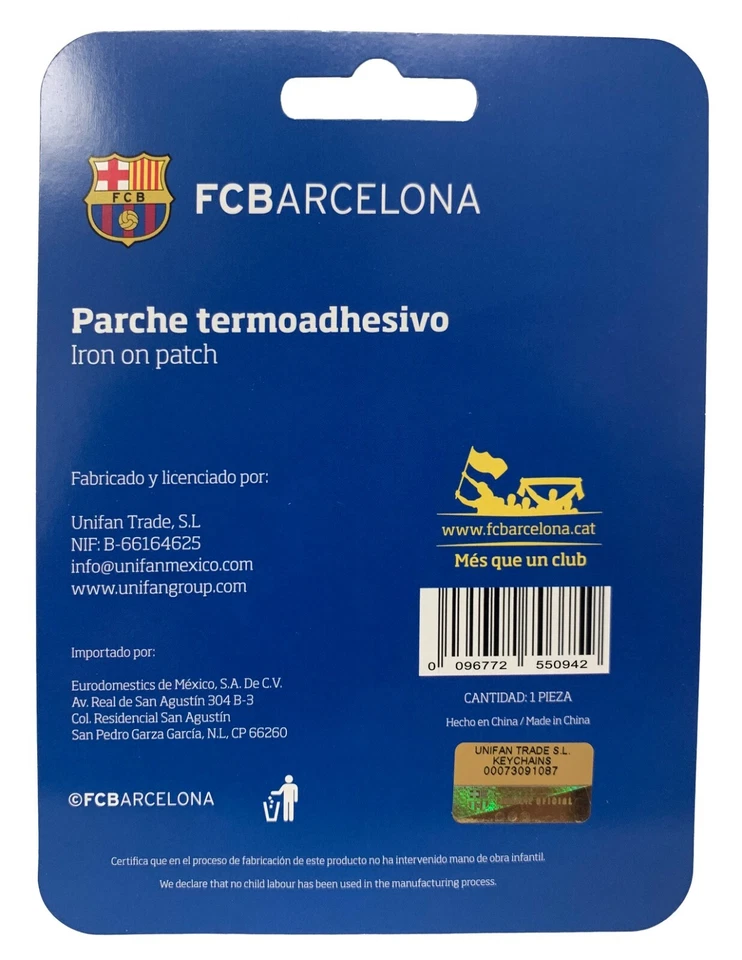 FCB
FCBARCELONA
Parche termoadhesivo
Iron on patch
Fabricado y licenciado por:
Unifan Trade, S.L
NIF: B-66164625
info@unifanmexico.com
www.unifangroup.com
Importado por:
Eurodomestics de México, S.A. De C.V.
Av. Real de San Agustín 304 B-3
Col. Residencial San Agustín
San Pedro Garza García, N.L, CP 66260
©FCBARCELONA
www.fcbarcelona.cat
Més que un club
0 096772 550942
CANTIDAD: 1 PIEZA
Hecho en China / Made in China
UNIFAN TRADE S.L.
KEYCHAINS
00073091087
OFICIAL
Certifica que en el proceso de fabricación de este producto no ha intervenido mano de obra infantil.
We declare that no child labour has been used in the manufacturing process.